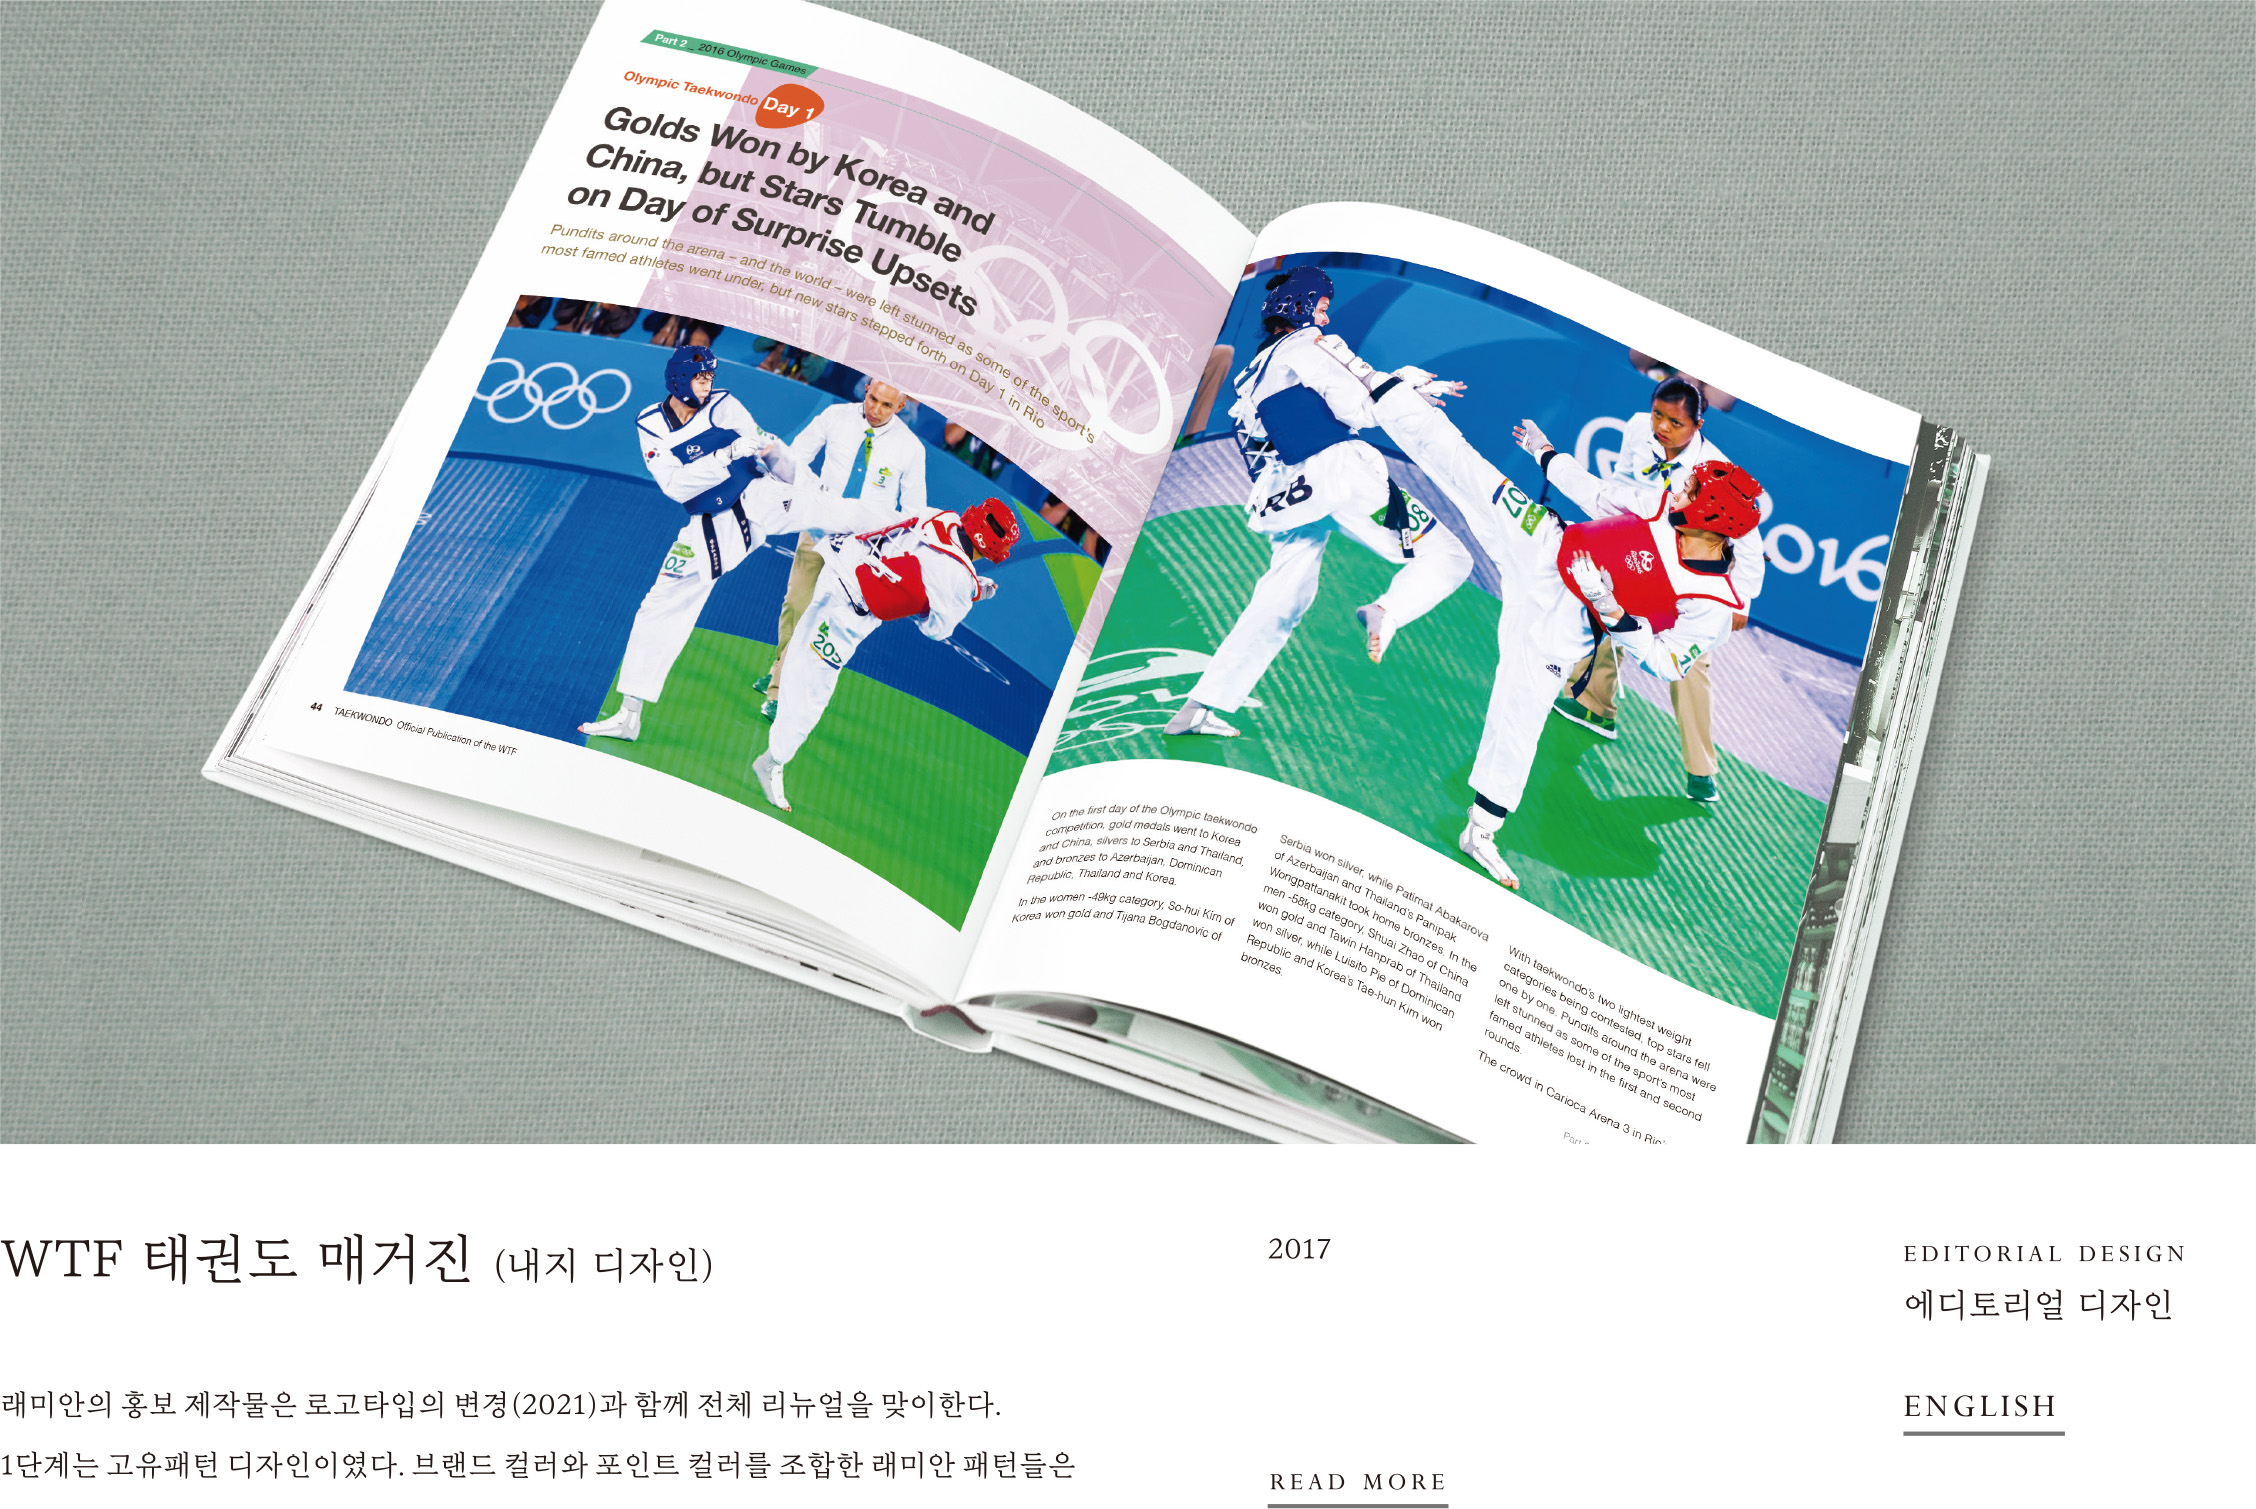 Part 2_ 2016 Olympic Games
Olympic Taekwondo Day 1
Golds Won by Korea and
China, but Stars Tumble
on Day of Surprise Upsets
Pundits around the arena – and the world – were left stunned as some of the sport's
most famed athletes went under, but new stars stepped forth on Day 1 in Rio
02
3
203
44 TAEKWONDO Official Publication of the WTF
RB
08
07
2016
On the first day of the Olympic taekwondo
competition, gold medals went to Korea
and China, silvers to Serbia and Thailand,
and bronzes to Azerbaijan, Dominican
Republic, Thailand and Korea.
In the women -49kg category, So-hui Kim of
Korea won gold and Tijana Bogdanovic of
Serbia won silver, while Patimat Abakarova
of Azerbaijan and Thailand's Panipak
Wongpattanakit took home bronzes. In the
men -58kg category, Shuai Zhao of China
won gold and Tawin Hanprab of Thailand
won silver, while Luisito Pie of Dominican
Republic and Korea's Tae-hun Kim won
bronzes.
With taekwondo's two lightest weight
categories being contested, top stars fell
one by one. Pundits around the arena were
left stunned as some of the sport's most
famed athletes lost in the first and second
rounds.
The crowd in Carioca Arena 3 in Rio'
Part
WTF 태권도 매거진 (내지 디자인)
2017
EDITORIAL DESIGN
에디토리얼 디자인
래미안의 홍보 제작물은 로고타입의 변경(2021)과 함께 전체 리뉴얼을 맞이한다.
1단계는 고유패턴 디자인이였다. 브랜드 컬러와 포인트 컬러를 조합한 래미안 패턴들은
ENGLISH
READ MORE